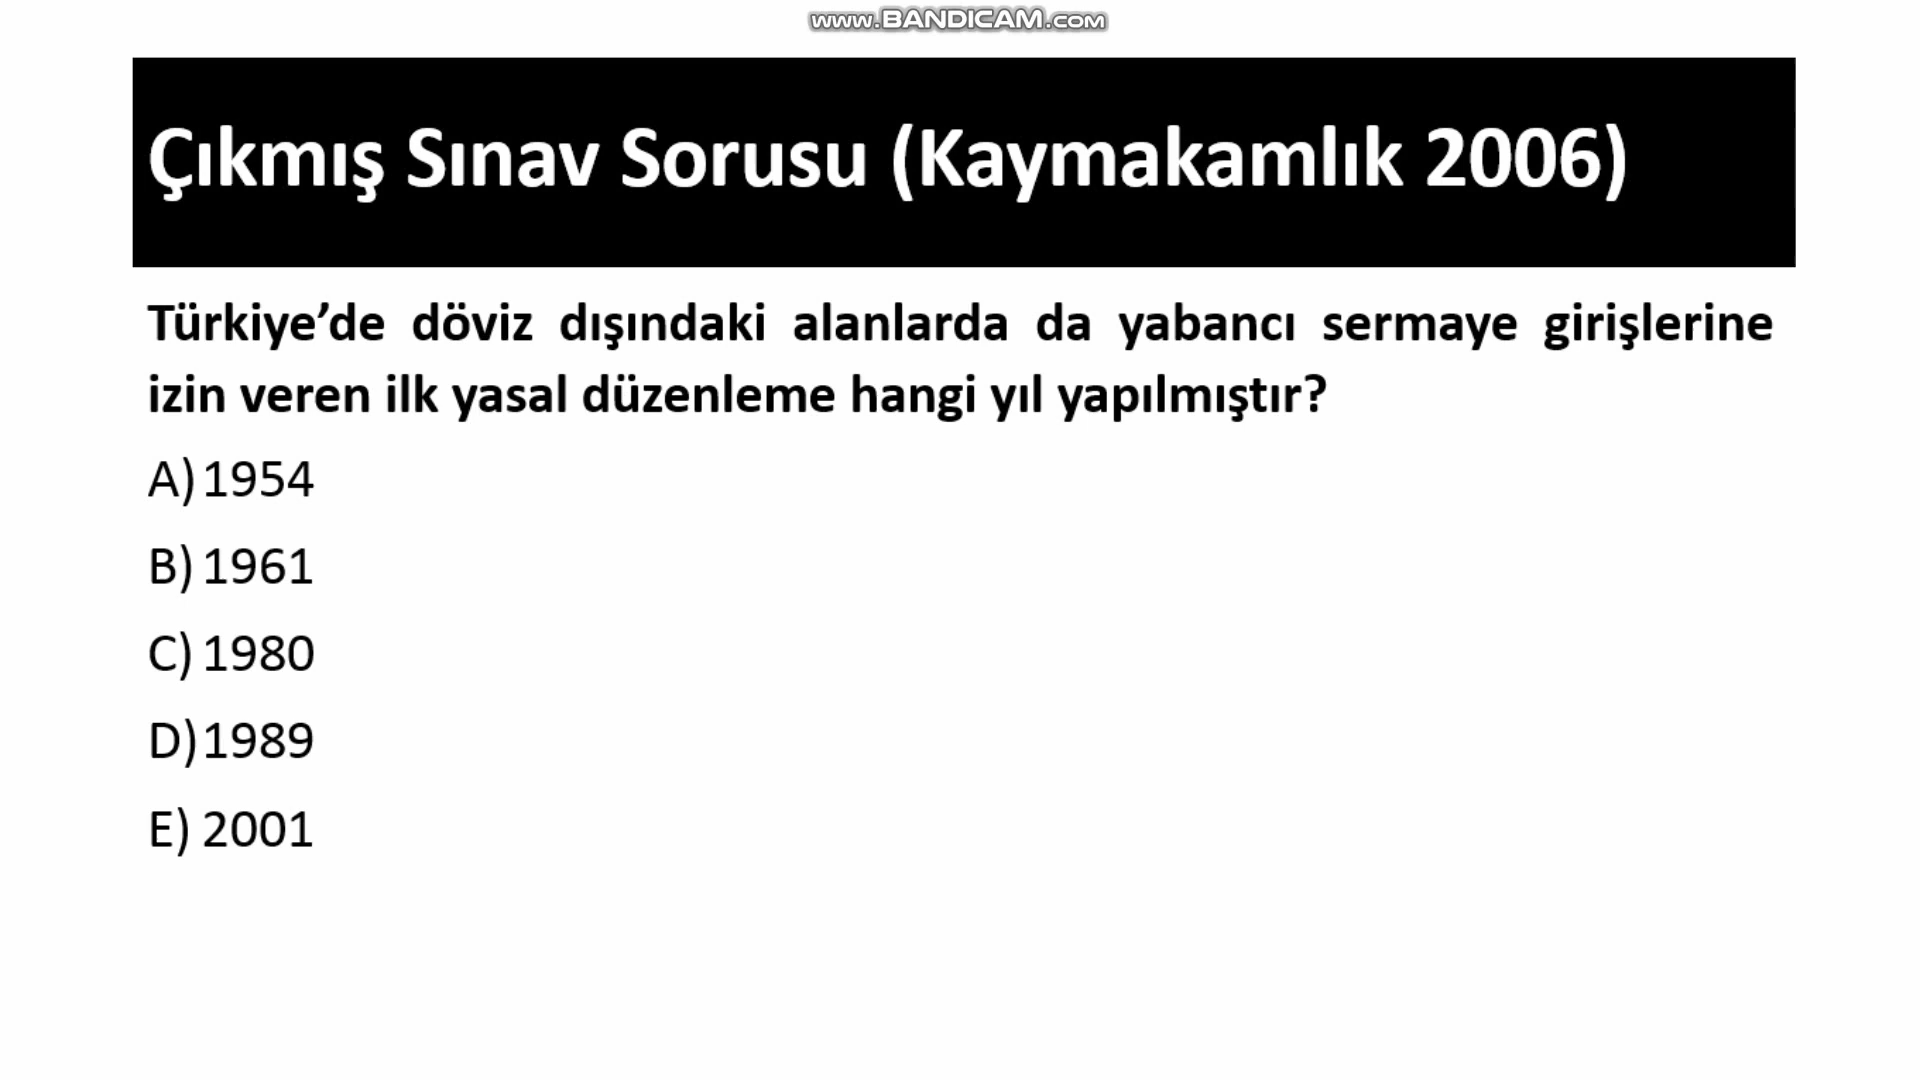 www.BANDICAM.com
Çıkmış Sınav Sorusu (Kaymakamlık 2006)
Türkiye’de döviz dışındaki alanlarda da yabancı sermaye girişlerine
izin veren ilk yasal düzenleme hangi yıl yapılmıştır?
A) 1954
B) 1961
C) 1980
D) 1989
E) 2001